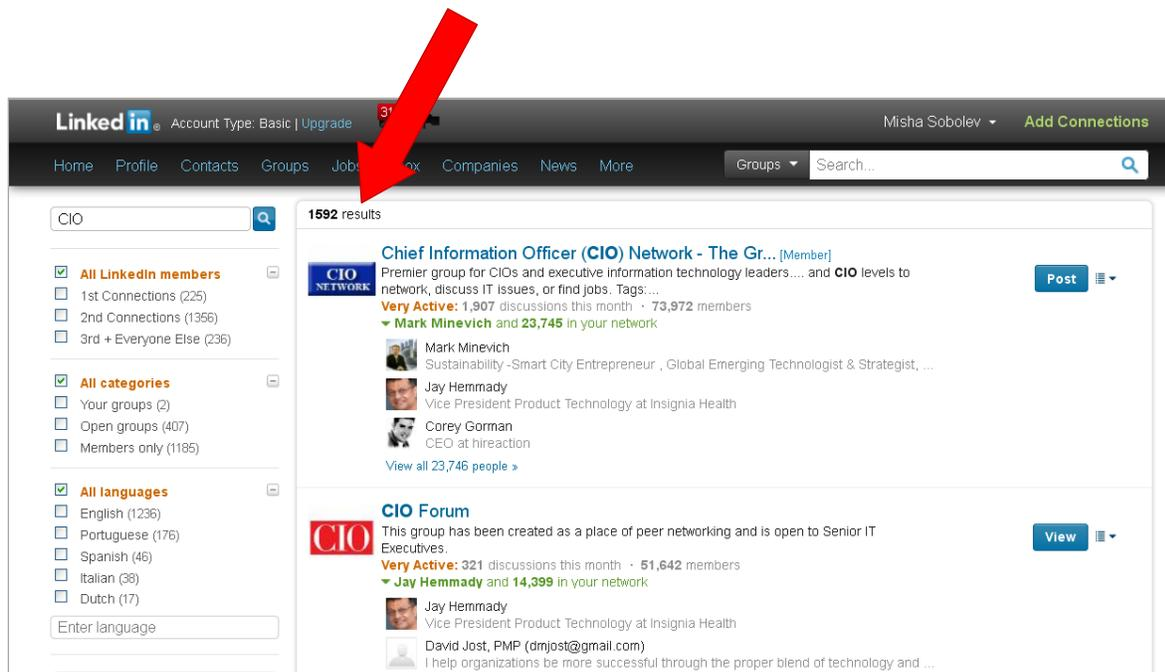 Linked in ® Account Type: Basic | Upgrade
Misha Sobolev Add Connections
Home Profile Contacts Groups Companies News More
Groups Search...
CIO
All LinkedIn members
1st Connections (225)
2nd Connections (1356)
3rd + Everyone Else (236)
All categories
Your groups (2)
Open groups (407)
Members only (1185)
All languages
English (1236)
Portuguese (176)
Spanish (46)
Italian (38)
Dutch (17)
Enter language
1592 results
CIO
NETWORK
Chief Information Officer (CIO) Network - The Gr... [Member]
Premier group for CIOs and executive information technology leaders.... and CIO levels to
network, discuss IT issues, or find jobs. Tags:...
Very Active: 1,907 discussions this month · 73,972 members
Mark Minevich and 23,745 in your network
Post
Mark Minevich
Sustainability -Smart City Entrepreneur , Global Emerging Technologist & Strategist, ...
Jay Hemmady
Vice President Product Technology at Insignia Health
Corey Gorman
CEO at hireaction
View all 23,746 people »
CIO
CIO Forum
This group has been created as a place of peer networking and is open to Senior IT
Executives.
Very Active: 321 discussions this month · 51,642 members
Jay Hemmady and 14,399 in your network
View
Jay Hemmady
Vice President Product Technology at Insignia Health
David Jost, PMP (dmjost@gmail.com)
I help organizations be more successful through the proper blend of technology and ...